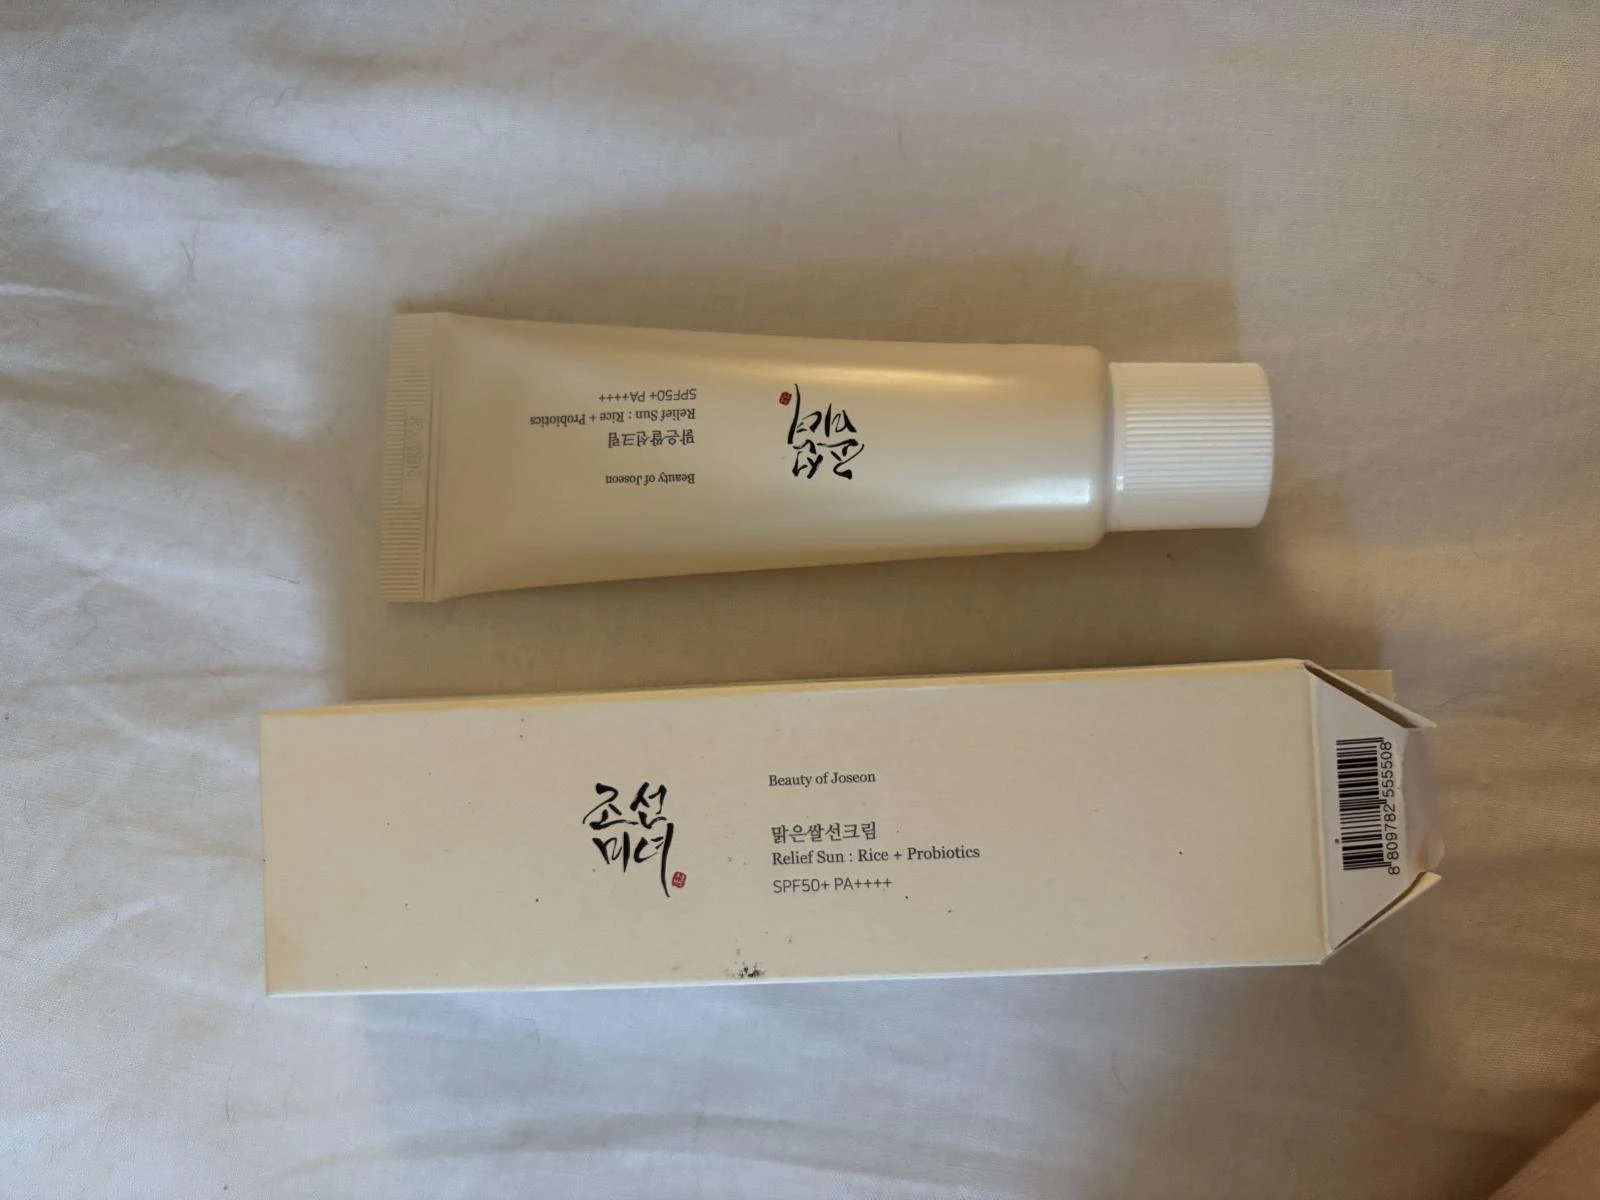 SPF50+ PA++++
Relief Sun : Rice + Probiotics
맑은쌀선크림
Beauty of Joseon
조선
미녀
조선
미녀
Beauty of Joseon
맑은쌀선크림
Relief Sun : Rice + Probiotics
SPF50+ PA++++
8 809782 555508